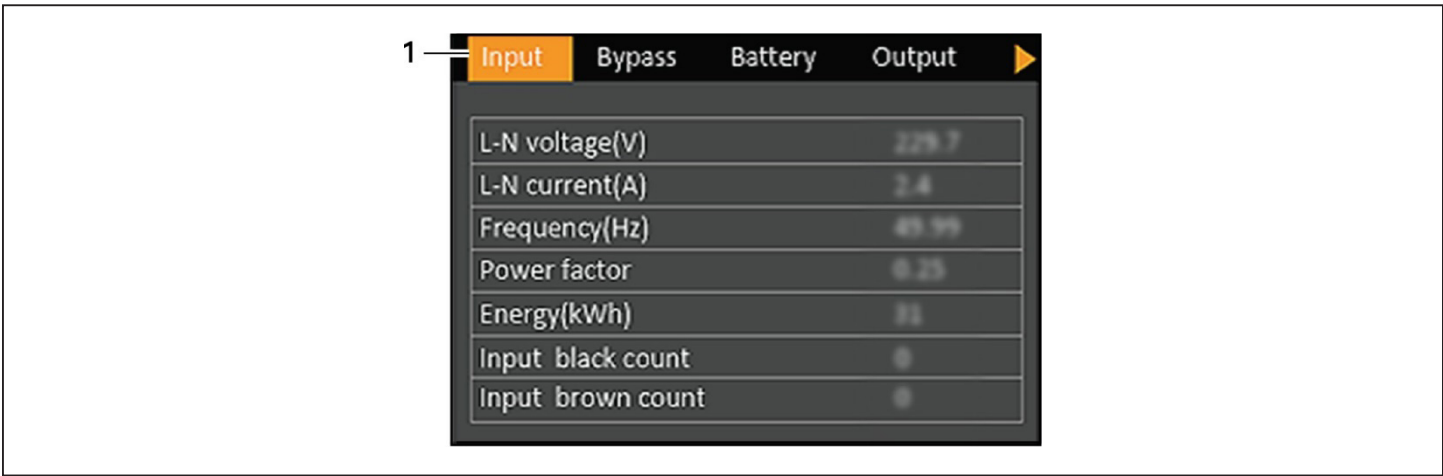 1 Input Bypass Battery Output
L-N voltage(V)
L-N current(A)
Frequency(Hz)
Power factor
Energy(kWh)
Input black count
Input brown count